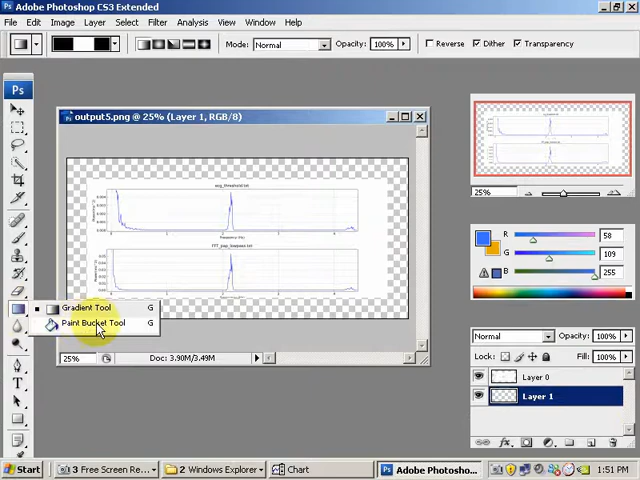 Ps Adobe Photoshop CS3 Extended
File Edit Image Layer Select Filter Analysis View Window Help
Mode: Normal Opacity: 100% Reverse Dither Transparency
Ps
output5.png @ 25% (Layer 1, RGB/8)
25%
R 58
G 109
B 205
Gradient Tool G
Paint Bucket Tool G
Normal Opacity: 100%
Lock: Fill: 100%
25% Doc: 3.90M/3.49M
Layer 0
Layer 1
Start 3 Free Screen Re... 2 Windows Explorer Chart Adobe Photosho... 1:51 PM